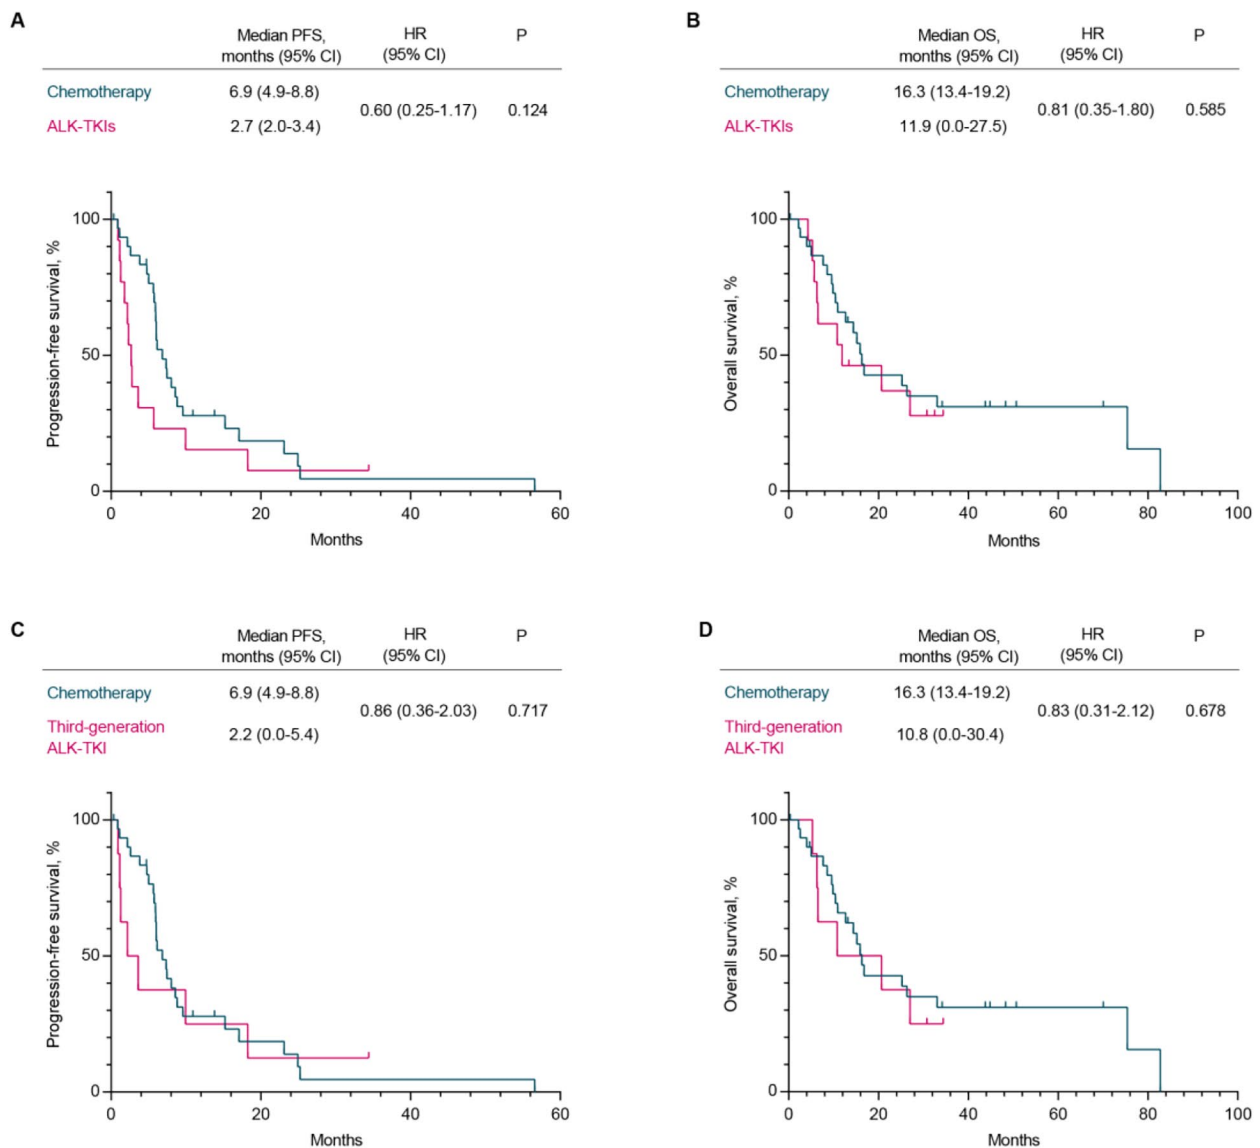 A
Median PFS, months (95% CI)
HR (95% CI)
P
Chemotherapy
6.9 (4.9-8.8)
0.60 (0.25-1.17)
0.124
ALK-TKIs
2.7 (2.0-3.4)
Progression-free survival, %
100
50
0
0 20 40 60
Months
B
Median OS, months (95% CI)
HR (95% CI)
P
Chemotherapy
16.3 (13.4-19.2)
0.81 (0.35-1.80)
0.585
ALK-TKIs
11.9 (0.0-27.5)
Overall survival, %
100
50
0
0 20 40 60 80 100
Months
C
Median PFS, months (95% CI)
HR (95% CI)
P
Chemotherapy
6.9 (4.9-8.8)
0.86 (0.36-2.03)
0.717
Third-generation ALK-TKI
2.2 (0.0-5.4)
Progression-free survival, %
100
50
0
0 20 40 60
Months
D
Median OS, months (95% CI)
HR (95% CI)
P
Chemotherapy
16.3 (13.4-19.2)
0.83 (0.31-2.12)
0.678
Third-generation ALK-TKI
10.8 (0.0-30.4)
Overall survival, %
100
50
0
0 20 40 60 80 100
Months